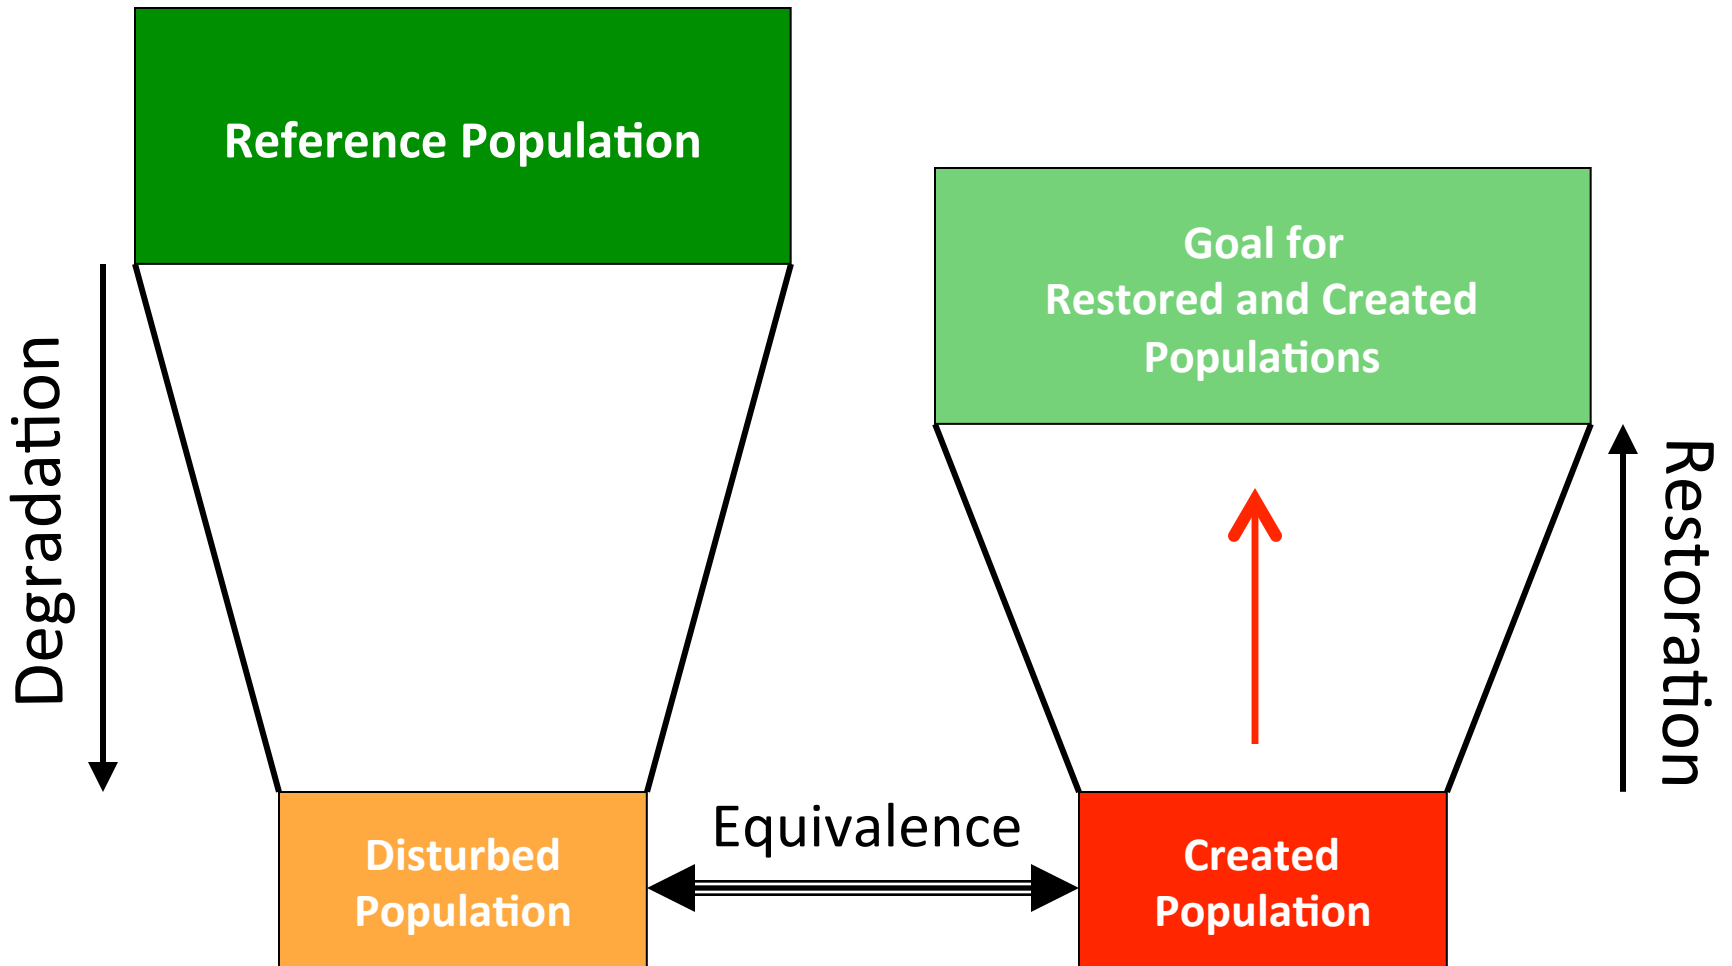 Reference Population
Goal for
Restored and Created
Populations
Degradation
Restoration
Equivalence
Disturbed
Population
Created
Population